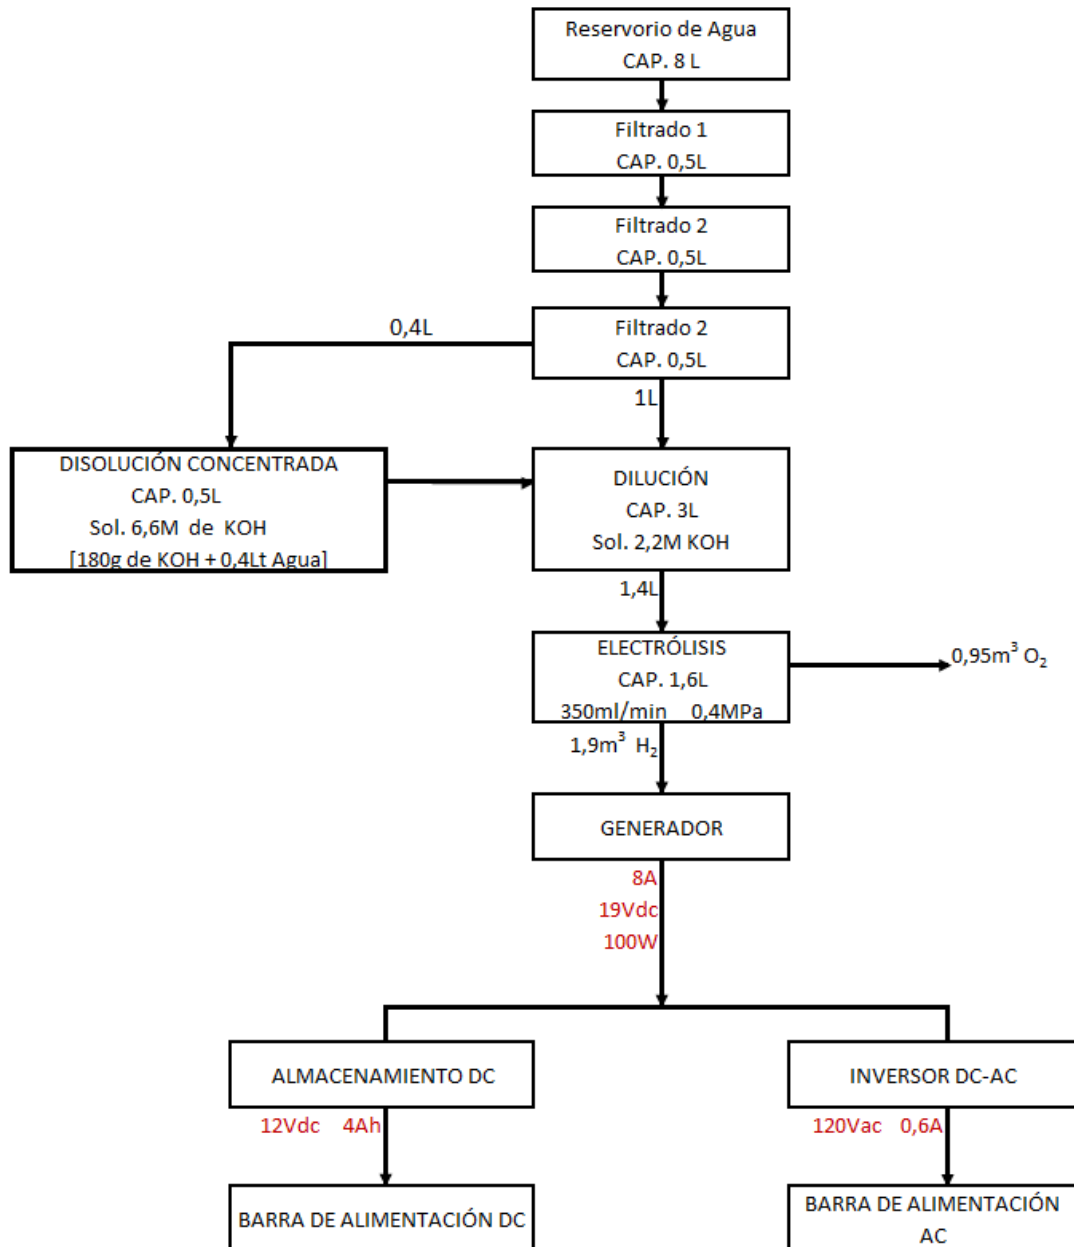 Reservorio de Agua
CAP. 8 L
Filtrado 1
CAP. 0,5L
Filtrado 2
CAP. 0,5L
0,4L
Filtrado 2
CAP. 0,5L
1L
DISOLUCIÓN CONCENTRADA
CAP. 0,5L
Sol. 6,6M de KOH
[180g de KOH + 0,4Lt Agua]
DILUCIÓN
CAP. 3L
Sol. 2,2M KOH
1,4L
ELECTRÓLISIS
CAP. 1,6L
350ml/min 0,4MPa
0,95m³ O₂
1,9m³ H₂
GENERADOR
8A
19Vdc
100W
ALMACENAMIENTO DC
INVERSOR DC-AC
12Vdc 4Ah
120Vac 0,6A
BARRA DE ALIMENTACIÓN DC
BARRA DE ALIMENTACIÓN
AC